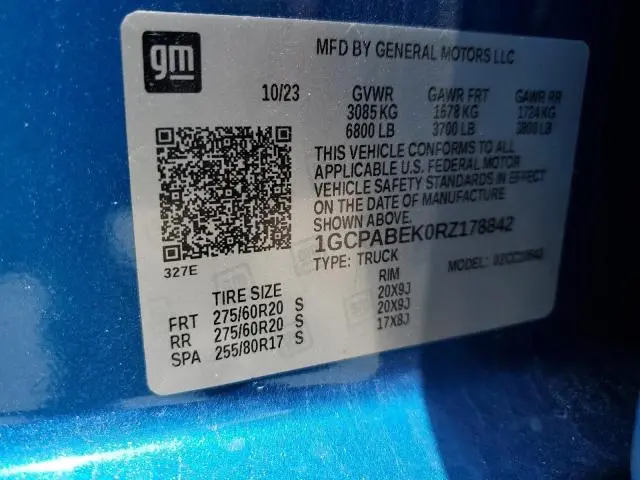 gm
MFD BY GENERAL MOTORS LLC
10/23 GVWR GAWR FRT GAWR RR
3085 KG 1678 KG 1724 KG
6800 LB 3700 LB 3800 LB
THIS VEHICLE CONFORMS TO ALL
APPLICABLE U.S. FEDERAL MOTOR
VEHICLE SAFETY STANDARDS IN EFFECT
ON THE DATE OF MANUFACTURE
SHOWN ABOVE.
1GCPABEK0RZ178842
327E
TYPE: TRUCK MODEL:
TIRE SIZE RIM
FRT 275/60R20 S 20X9J
RR 275/60R20 S 20X9J
SPA 255/80R17 S 17X8J